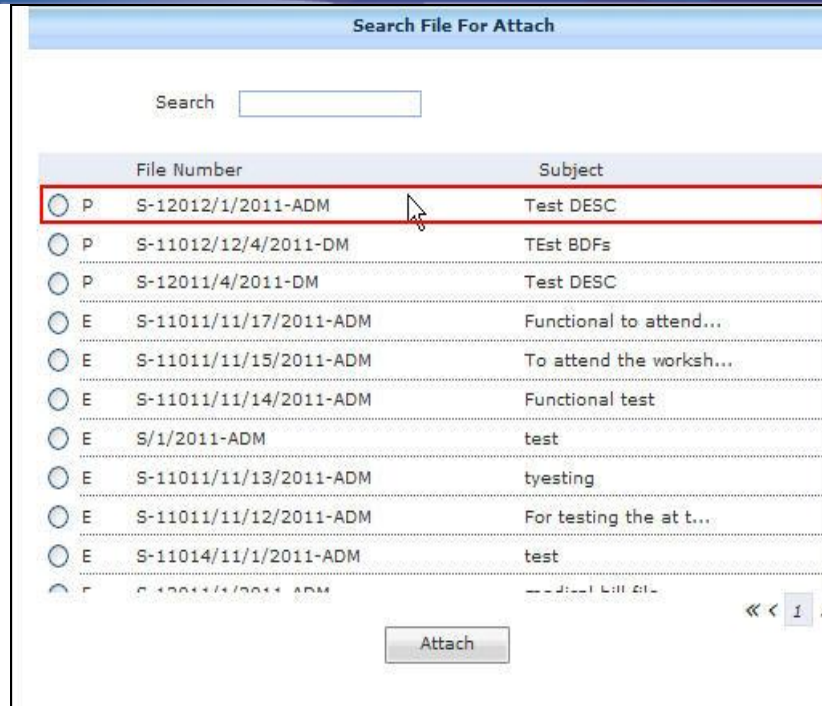 Search File For Attach
Search
File Number Subject
P S-12012/1/2011-ADM Test DESC
P S-11012/12/4/2011-DM TEst BDFs
P S-12011/4/2011-DM Test DESC
E S-11011/11/17/2011-ADM Functional to attend...
E S-11011/11/15/2011-ADM To attend the worksh...
E S-11011/11/14/2011-ADM Functional test
E S/1/2011-ADM test
E S-11011/11/13/2011-ADM tyesting
E S-11011/11/12/2011-ADM For testing the at t...
E S-11014/11/1/2011-ADM test
« < 1
Attach